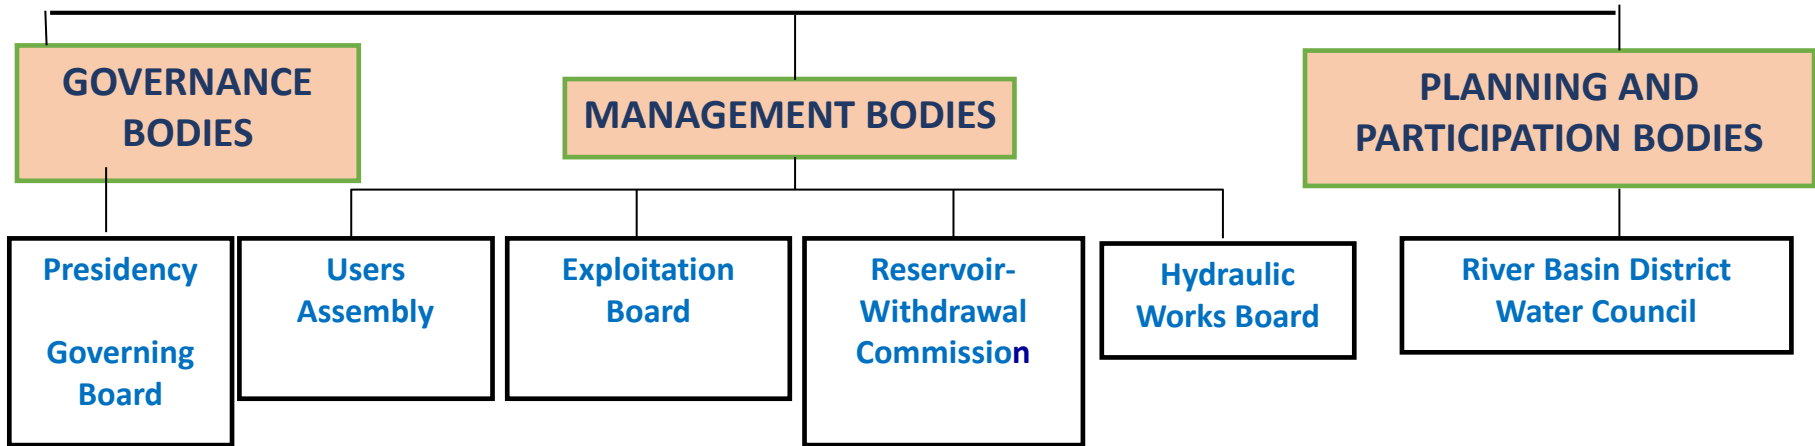 GOVERNANCE
BODIES
MANAGEMENT BODIES
PLANNING AND
PARTICIPATION BODIES
Presidency
Governing
Board
Users
Assembly
Exploitation
Board
Reservoir-
Withdrawal
Commission
Hydraulic
Works Board
River Basin District
Water Council